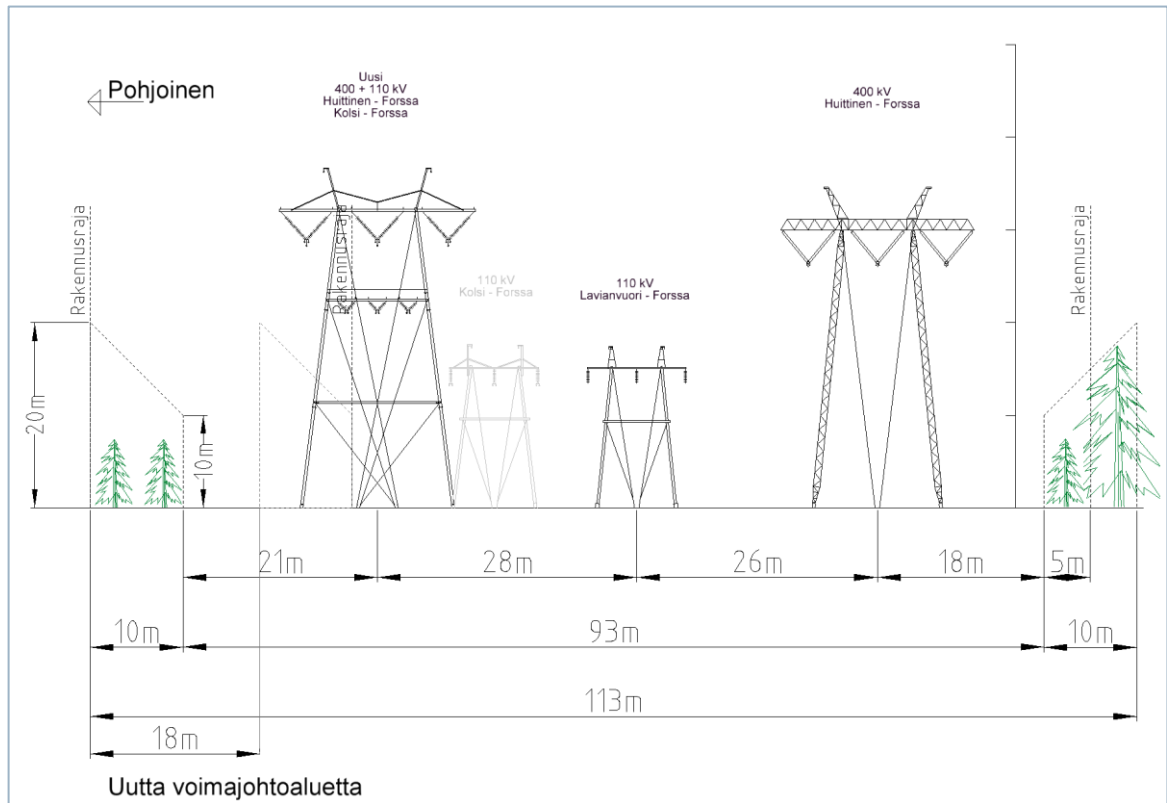 Pohjoinen
Uusi
400 + 110 kV
Huittinen - Forssa
Kolsi - Forssa
400 kV
Huittinen - Forssa
Rakennusraja
Rakennusraja
110 kV
Kolsi - Forssa
110 kV
Lavianvuori - Forssa
Rakennusraja
20m
10m
21m
28m
26m
18m
5m
10m
93m
10m
113m
18m
Uutta voimajohtoaluetta